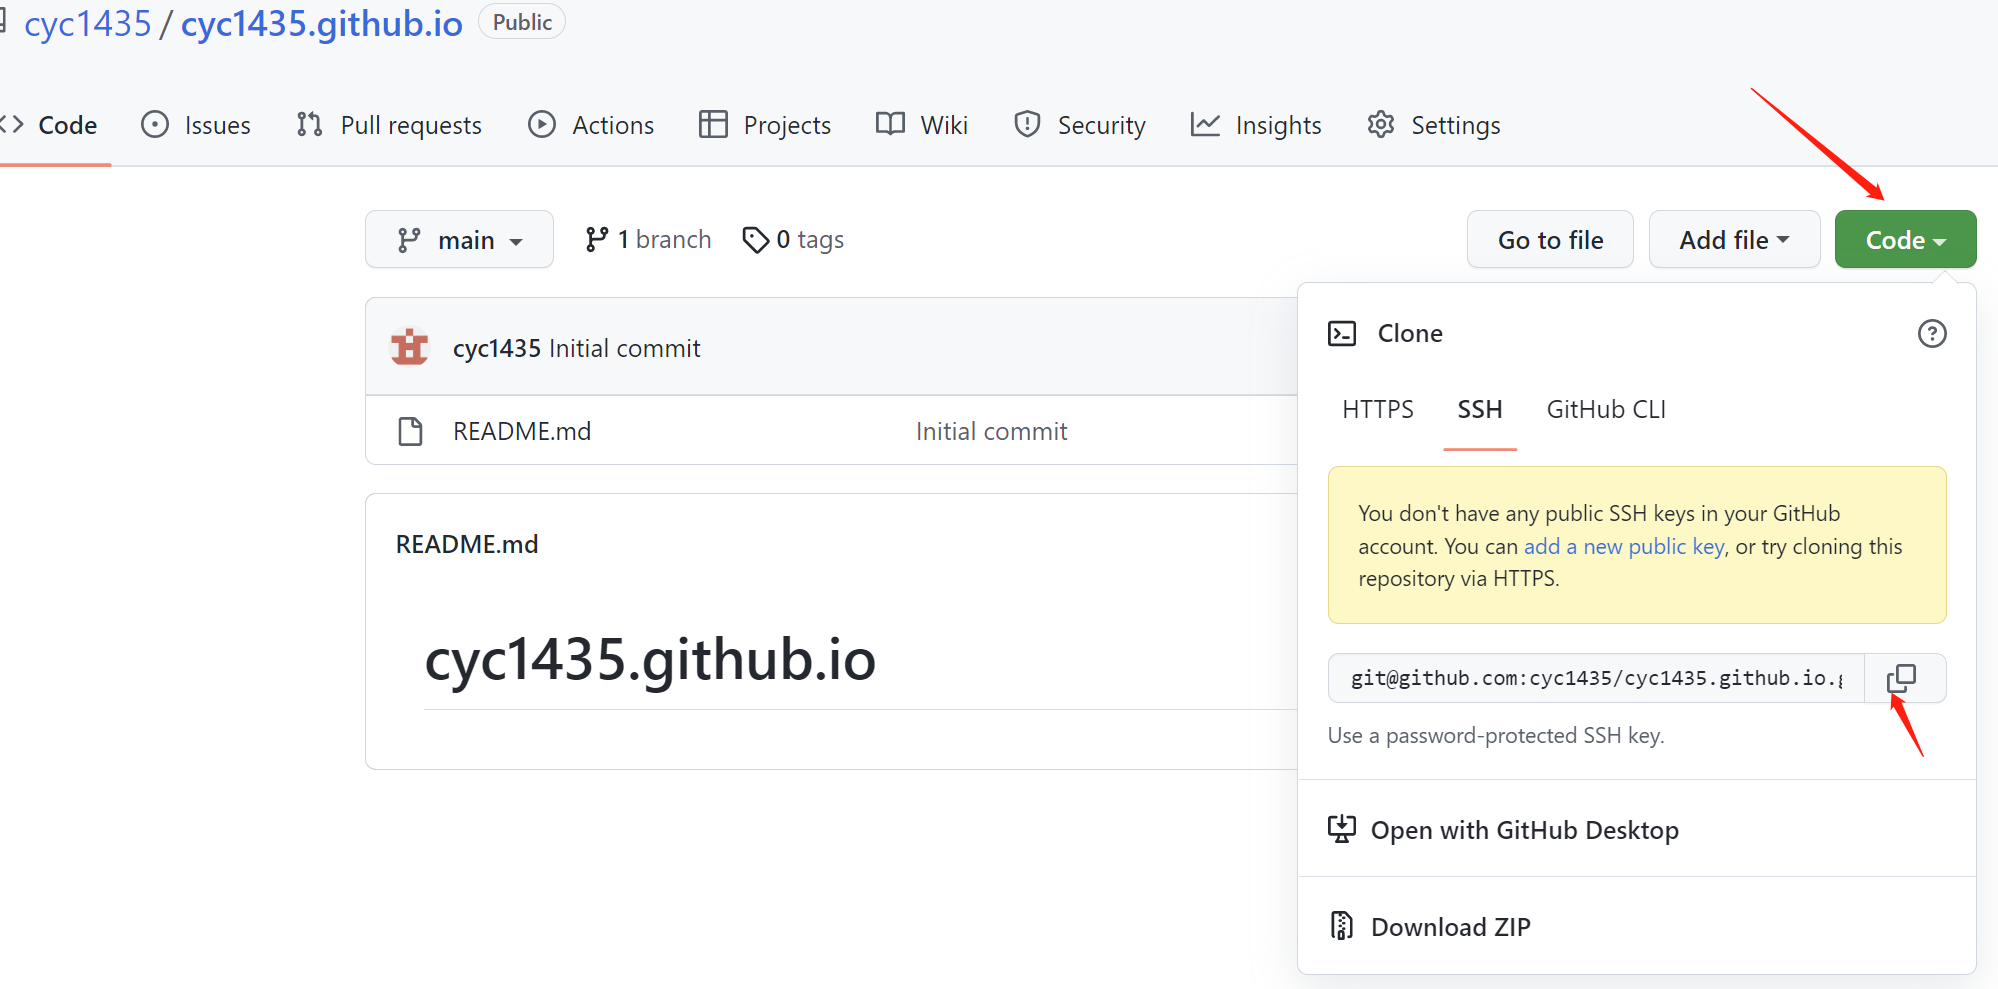 cyc1435 / cyc1435.github.io Public
Code Issues Pull requests Actions Projects Wiki Security Insights Settings
main 1 branch 0 tags Go to file Add file Code
cyc1435 Initial commit
README.md Initial commit
README.md
cyc1435.github.io
Clone
HTTPS SSH GitHub CLI
You don't have any public SSH keys in your GitHub
account. You can add a new public key, or try cloning this
repository via HTTPS.
git@github.com:cyc1435/cyc1435.github.io.g
Use a password-protected SSH key.
Open with GitHub Desktop
Download ZIP